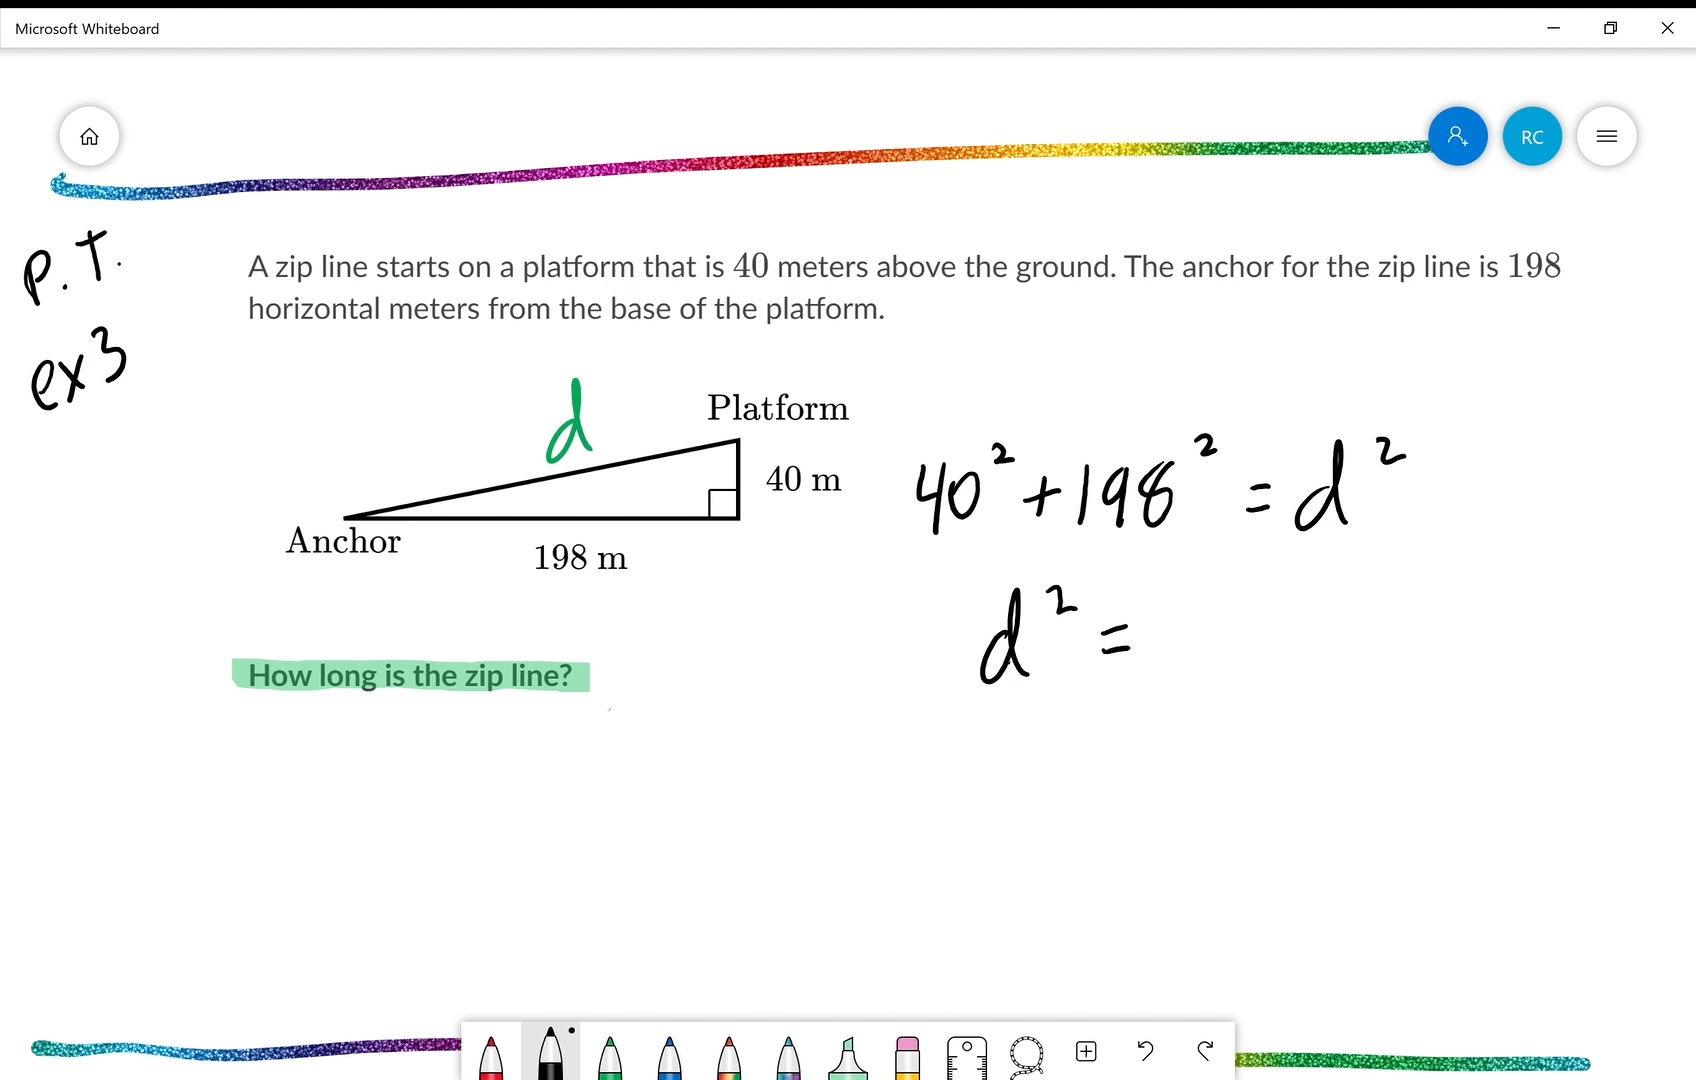 Microsoft Whiteboard
RC
P.T.
ex3
A zip line starts on a platform that is 40 meters above the ground. The anchor for the zip line is 198
horizontal meters from the base of the platform.
d
Platform
40 m
Anchor
198 m
40² + 198² = d²
d² =
How long is the zip line?